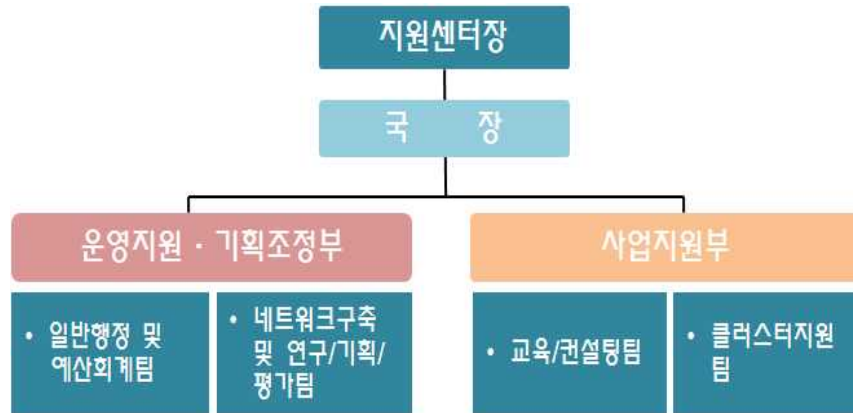 지원센터장
국 장
운영지원 · 기획조정부
사업지원부
• 일반행정 및
예산회계팀
• 네트워크구축
및 연구/기획/
평가팀
• 교육/컨설팅팀
• 클러스터지원
팀